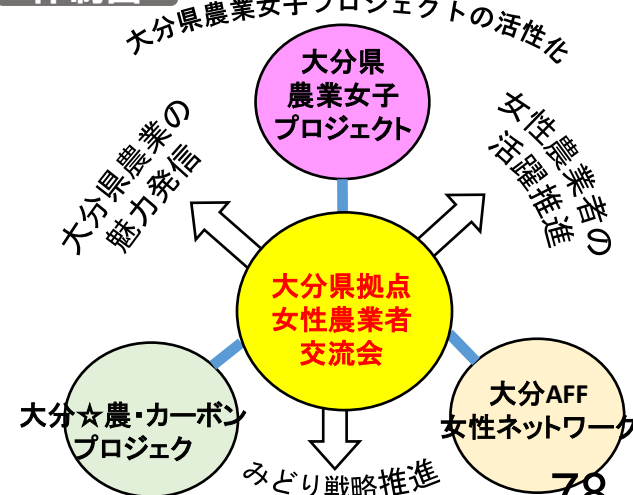 大分県農業女子プロジェクトの活性化
大分県
農業女子
プロジェクト
大分県農業の
魅力発信
女性農業者の
活躍推進
大分県拠点
女性農業者
交流会
大分☆農・カーボン
プロジェク
大分AFF
女性ネットワーク
みどり戦略推進
78